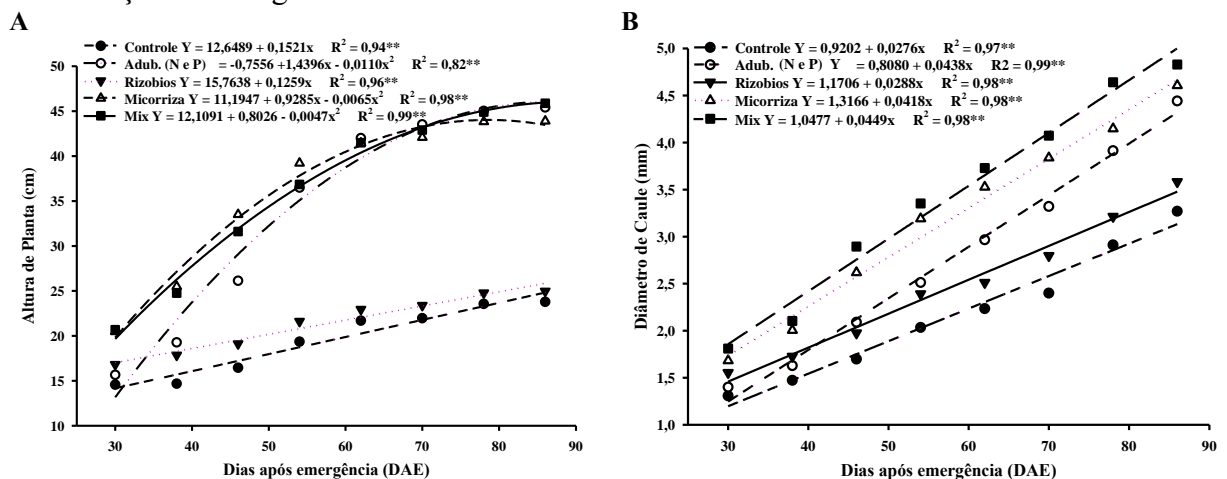 A
Controle Y = 12,6489 + 0,1521x R² = 0,94**
Adub. (N e P) = -0,7556 +1,4396x - 0,0110x² R² = 0,82**
Rizobios Y = 15,7638 + 0,1259x R² = 0,96**
Micorriza Y = 11,1947 + 0,9285x - 0,0065x² R² = 0,98**
Mix Y = 12,1091 + 0,8026 - 0,0047x² R² = 0,99**
50
45
40
35
30
25
20
15
10
Altura de Planta (cm)
30 40 50 60 70 80 90
Dias após emergência (DAE)
B
Controle Y = 0,9202 + 0,0276x R² = 0,97**
Adub. (N e P) Y = 0,8080 + 0,0438x R2 = 0,99**
Rizobios Y = 1,1706 + 0,0288x R² = 0,98**
Micorriza Y = 1,3166 + 0,0418x R² = 0,98**
Mix Y = 1,0477 + 0,0449x R² = 0,98**
5,0
4,5
4,0
3,5
3,0
2,5
2,0
1,5
1,0
Diâmetro de Caule (mm)
30 40 50 60 70 80 90
Dias após emergência (DAE)